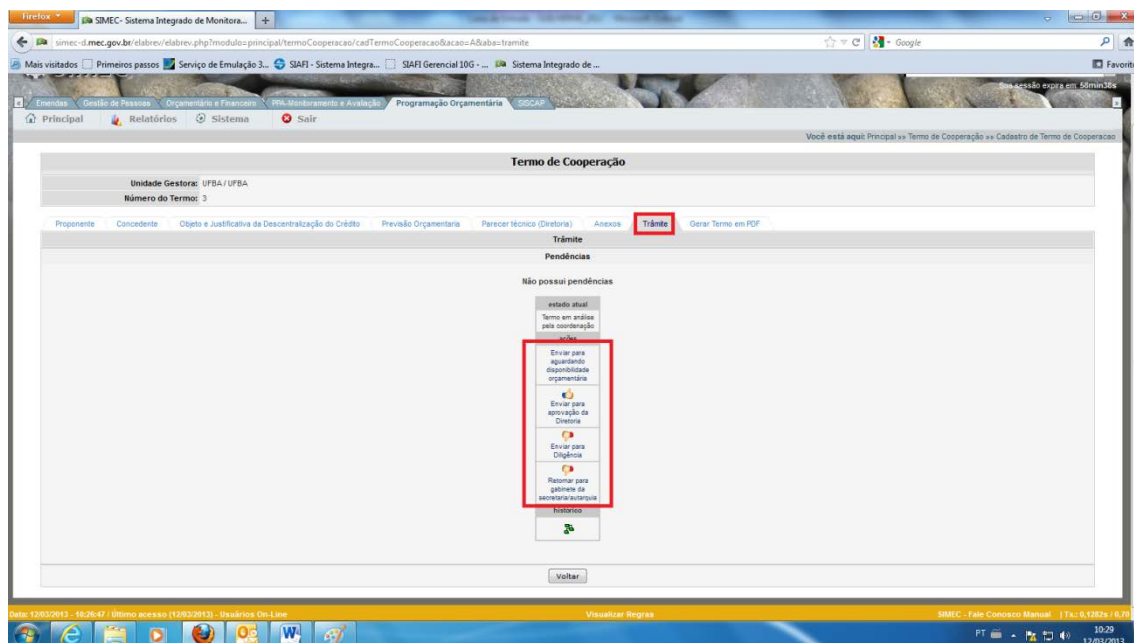 Firefox
SIMEC- Sistema Integrado de Monitora...
simec-d.mec.gov.br/elabrev/elabrev.php?modulo=principal/termoCooperacao/cadTermoCooperacao&acao=A&aba=tramite
Google
Mais visitados Primeiros passos Serviço de Emulação 3... SIAFI - Sistema Integra... SIAFI Gerencial 10G - ... Sistema Integrado de ... Favorit
Sua sessão expira em: 58min38s
Emendas Gestão de Pessoas Orçamentário e Financeiro PPA-Monitoramento e Avaliação Programação Orçamentária SISCAP
Principal Relatórios Sistema Sair
Você está aqui: Principal »» Termo de Cooperação »» Cadastro de Termo de Cooperacao
Termo de Cooperação
Unidade Gestora: UFBA / UFBA
Número do Termo: 3
Proponente Concedente Objeto e Justificativa da Descentralização do Crédito Previsão Orçamentaria Parecer técnico (Diretoria) Anexos Trâmite Gerar Termo em PDF
Trâmite
Pendências
Não possui pendências
estado atual
Termo em análise
pela coordenação
ações
Enviar para
aguardando
disponibilidade
orçamentária
Enviar para
aprovação da
Diretoria
Enviar para
Diligência
Retornar para
gabinete da
secretaria/autarquia
histórico
Voltar
Data: 12/03/2013 - 10:26:47 / Último acesso (12/03/2013) - Usuários On-Line
Visualizar Regras
SIMEC - Fale Conosco Manual | Tx.: 0,1282s / 0,70
PT
10:29
12/03/2013